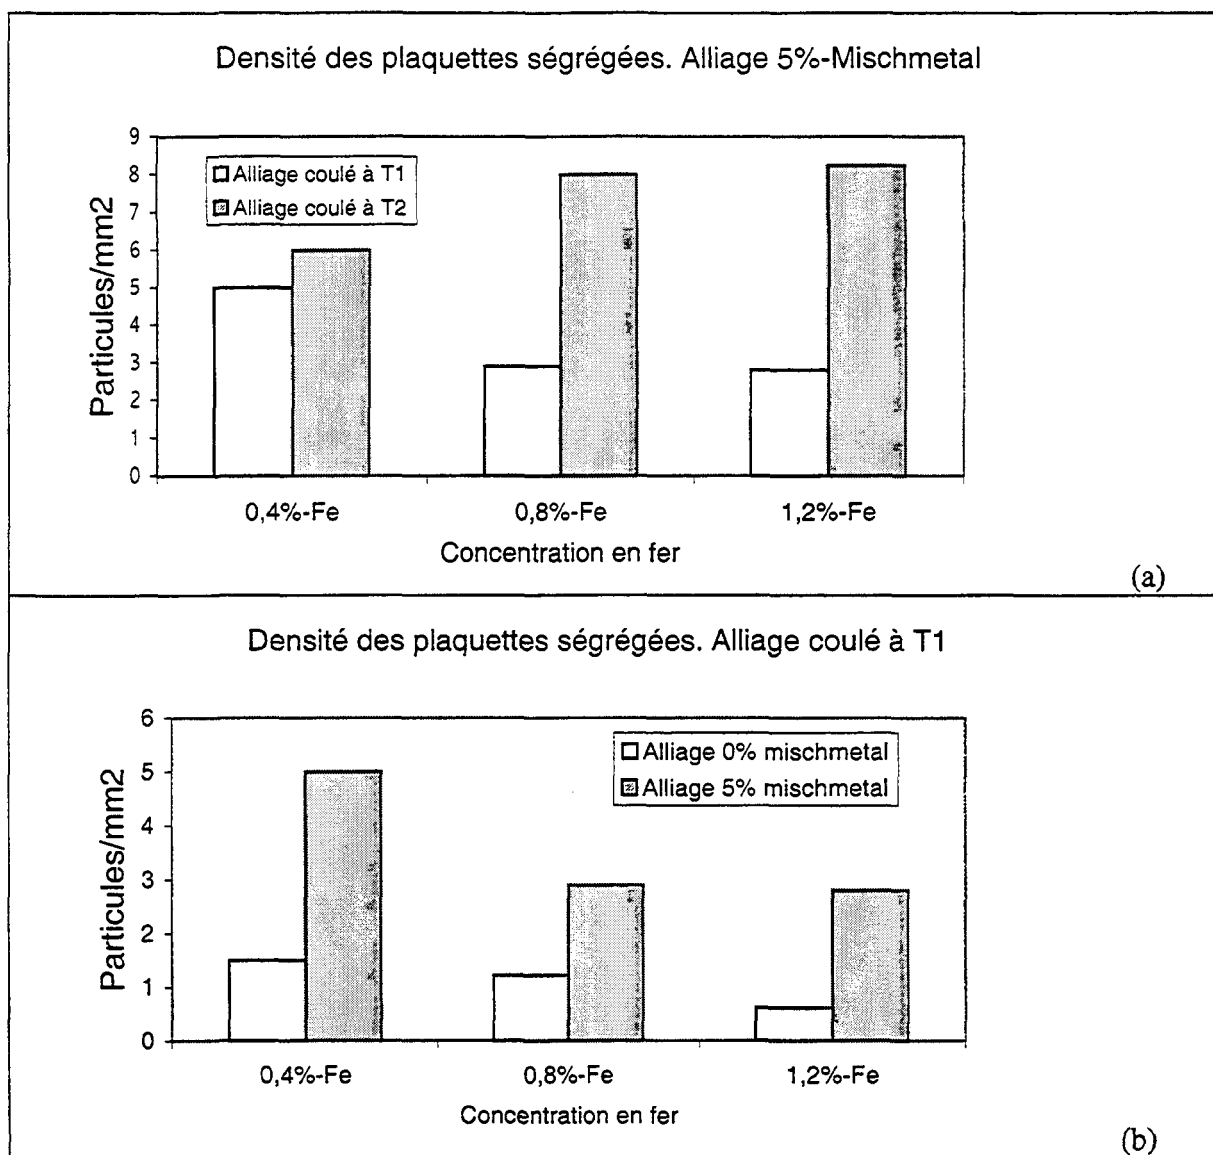 Densité des plaquettes ségrégées. Alliage 5%-Mischmetal
9
8
7
6
5
4
3
2
1
0
Particules/mm2
Alliage coulé à T1
Alliage coulé à T2
0,4%-Fe 0,8%-Fe 1,2%-Fe
Concentration en fer
(a)
Densité des plaquettes ségrégées. Alliage coulé à T1
6
5
4
3
2
1
0
Particules/mm2
Alliage 0% mischmetal
Alliage 5% mischmetal
0,4%-Fe 0,8%-Fe 1,2%-Fe
Concentration en fer
(b)